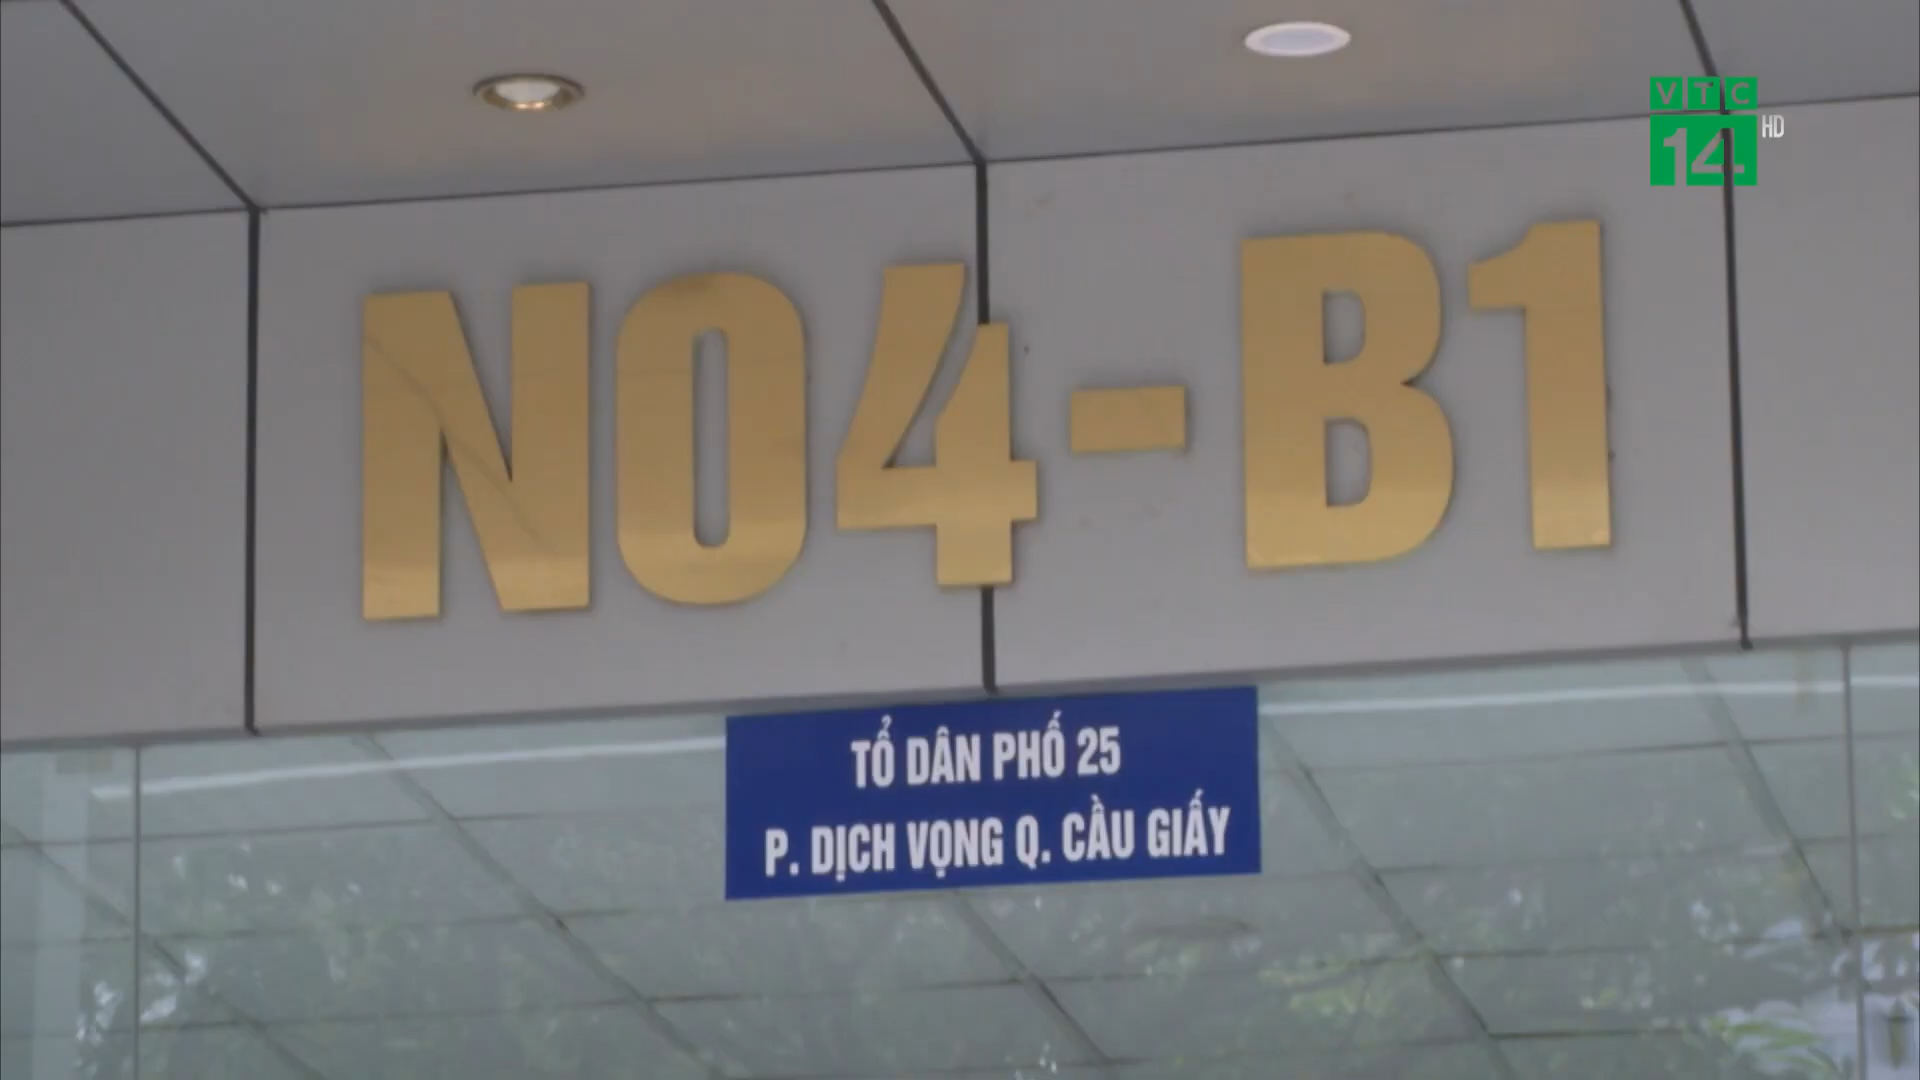 VTC
14 HD
N04-B1
TỔ DÂN PHỐ 25
P. DỊCH VỌNG Q. CẦU GIẤY